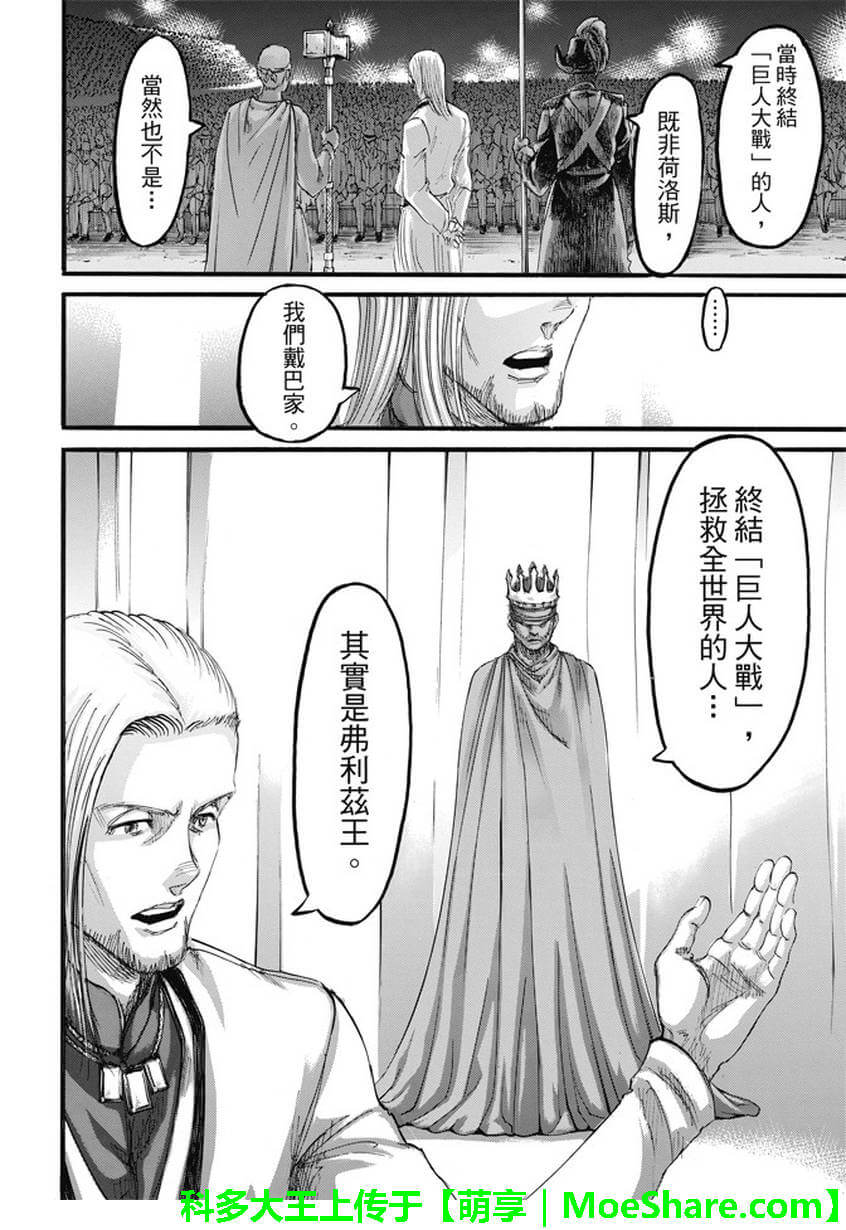 當時終結
「巨人大戰」的人，
既非荷洛斯，
當然也不是…
……
我們戴巴家。
終結「巨人大戰」，
拯救全世界的人…
其實是弗利茲王。
科多大王上传于【萌享｜MoeShare.com】